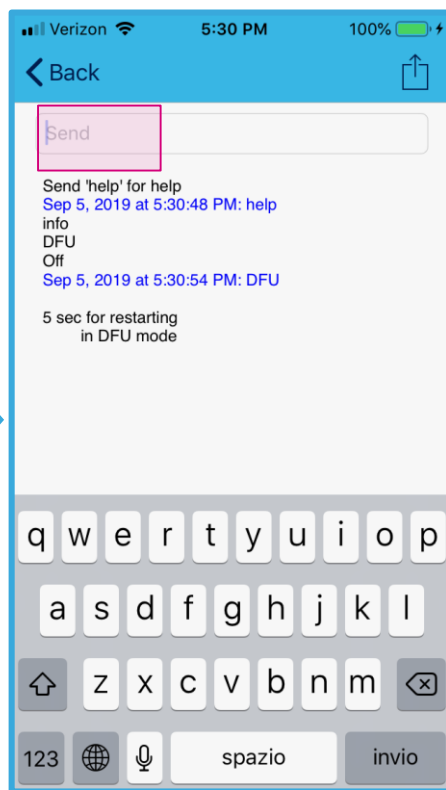 Verizon 5:30 PM 100%
Back
Send
Send 'help' for help
Sep 5, 2019 at 5:30:48 PM: help
info
DFU
Off
Sep 5, 2019 at 5:30:54 PM: DFU
5 sec for restarting
in DFU mode
q w e r t y u i o p
a s d f g h j k l
z x c v b n m
123 spazio invio